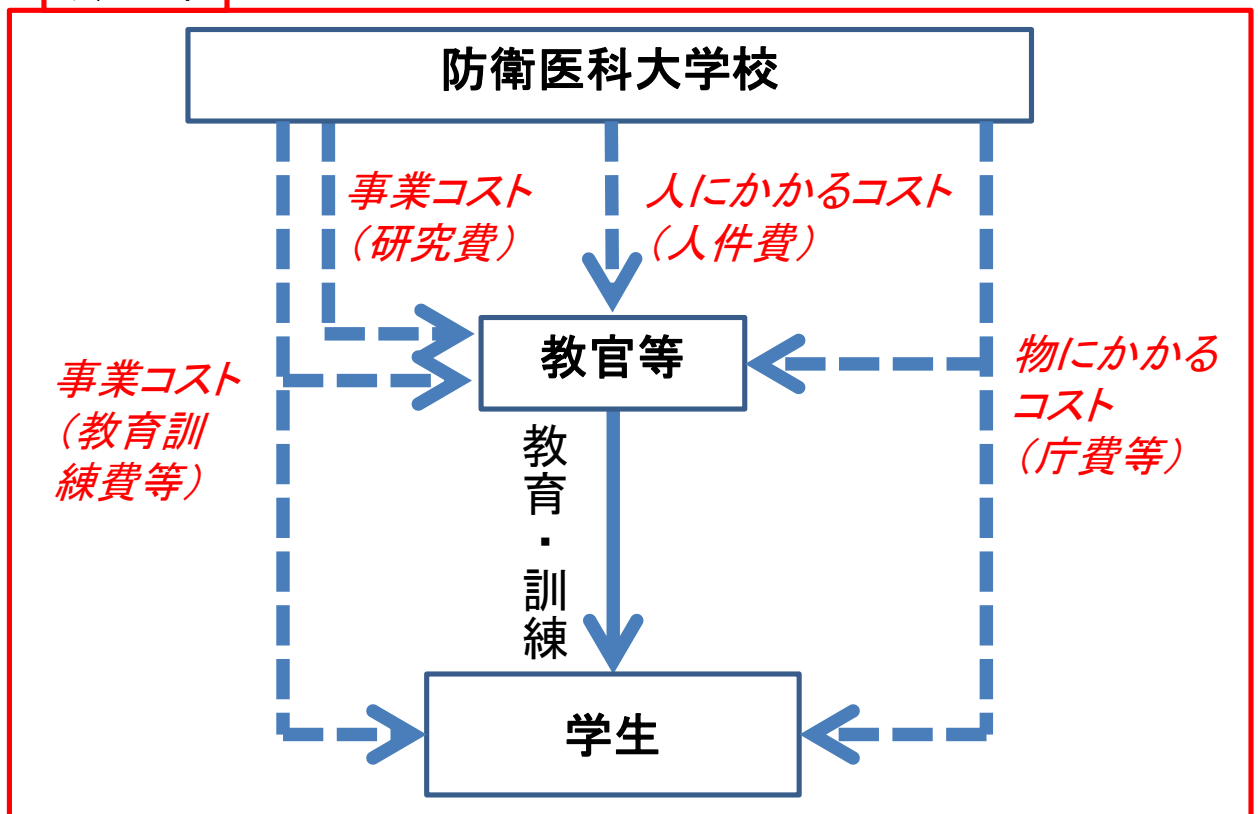 防衛医科大学校
事業コスト
（研究費）
人にかかるコスト
（人件費）
教官等
事業コスト
（教育訓
練費等）
物にかかる
コスト
（庁費等）
教育・訓練
学生